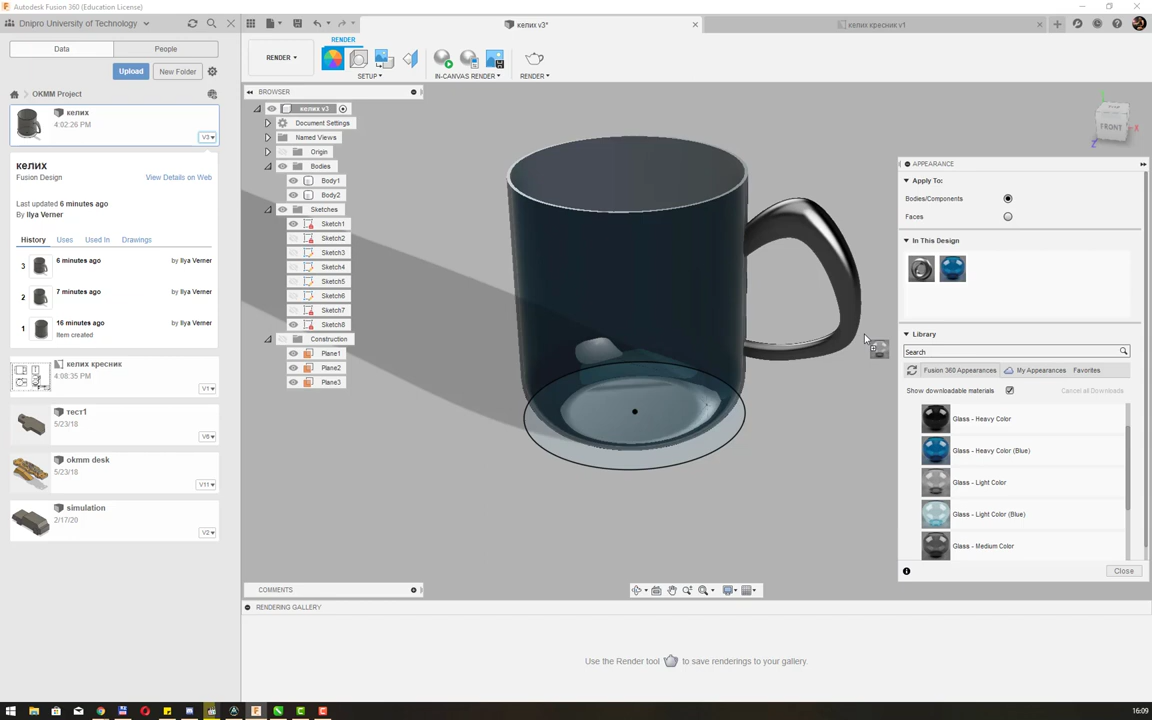 Autodesk Fusion 360 (Education License)
Dnipro University of Technology
келих v3*
келих кресник v1
Data
People
Upload
New Folder
OKMM Project
келих
4:02:26 PM
V3
келих
Fusion Design
View Details on Web
Last updated 6 minutes ago
By Ilya Verner
History
Uses
Used In
Drawings
3
6 minutes ago
by Ilya Verner
2
7 minutes ago
by Ilya Verner
1
16 minutes ago
by Ilya Verner
Item created
келих кресник
4:08:35 PM
V1
тест1
5/23/18
V6
okmm desk
5/23/18
V11
simulation
2/17/20
V2
RENDER
RENDER
SETUP
IN-CANVAS RENDER
RENDER
BROWSER
келих v3
Document Settings
Named Views
Origin
Bodies
Body1
Body2
Sketches
Sketch1
Sketch2
Sketch3
Sketch4
Sketch5
Sketch6
Sketch7
Sketch8
Construction
Plane1
Plane2
Plane3
FRONT
X
Z
APPEARANCE
Apply To:
Bodies/Components
Faces
In This Design
Library
Search
Fusion 360 Appearances
My Appearances
Favorites
Show downloadable materials
Cancel all Downloads
Glass - Heavy Color
Glass - Heavy Color (Blue)
Glass - Light Color
Glass - Light Color (Blue)
Glass - Medium Color
Close
COMMENTS
RENDERING GALLERY
Use the Render tool to save renderings to your gallery.
16:09